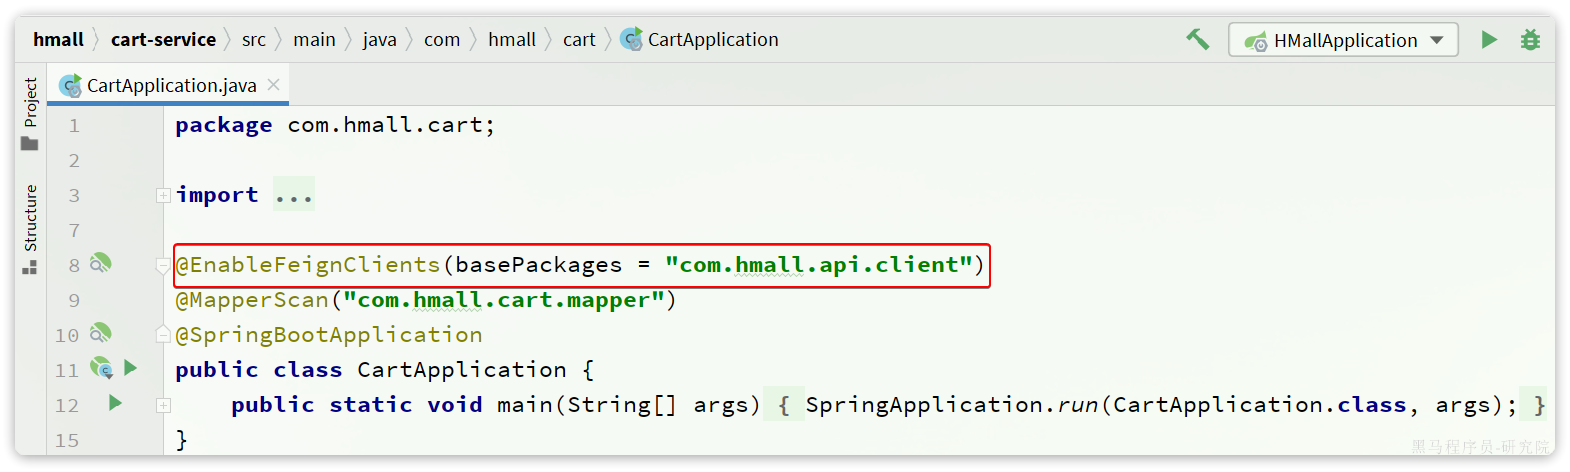 hmall cart-service src main java com hmall cart CartApplication HMallApplication
Project
Structure
CartApplication.java
1 package com.hmall.cart;
2
3 import ...
7
8 @EnableFeignClients(basePackages = "com.hmall.api.client")
9 @MapperScan("com.hmall.cart.mapper")
10 @SpringBootApplication
11 public class CartApplication {
12 public static void main(String[] args) { SpringApplication.run(CartApplication.class, args); }
15 }
黑马程序员-研究院